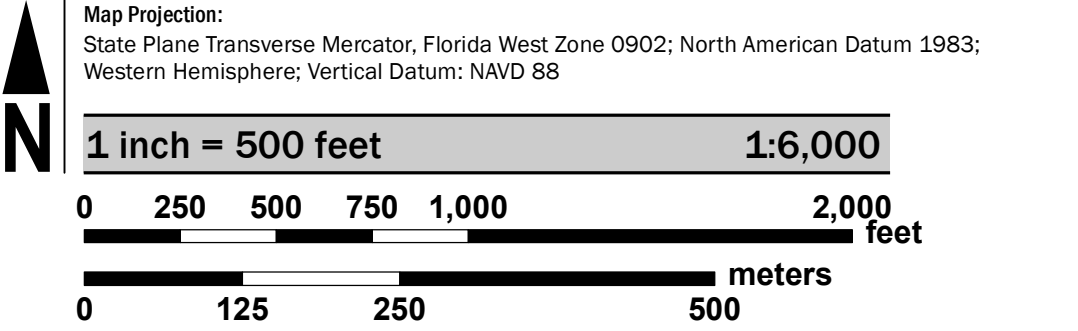 Map Projection:
State Plane Transverse Mercator, Florida West Zone 0902; North American Datum 1983;
Western Hemisphere; Vertical Datum: NAVD 88
N
1 inch = 500 feet 1:6,000
0 250 500 750 1,000 2,000
feet
meters
0 125 250 500